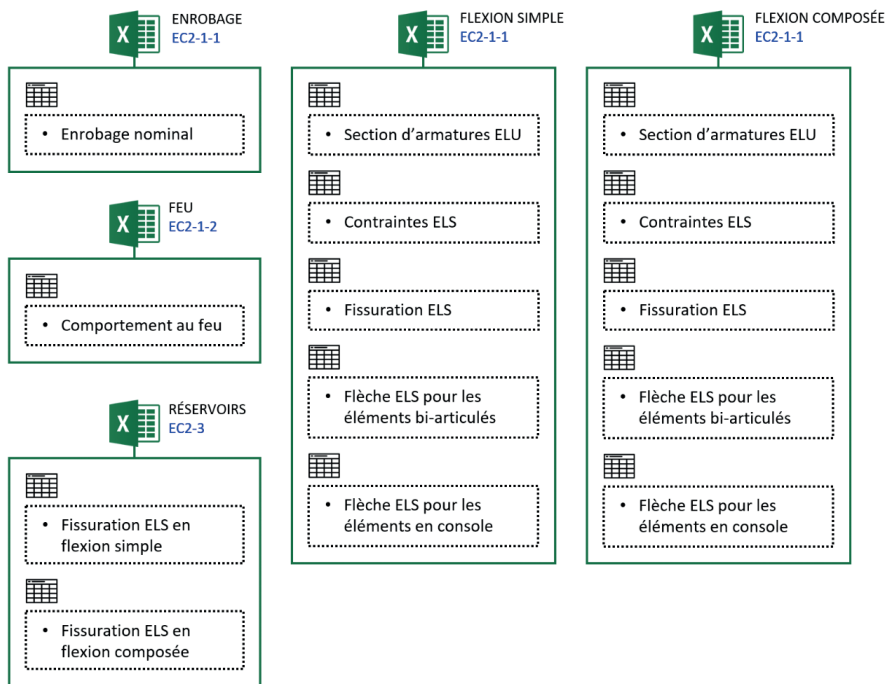 ENROBAGE
EC2-1-1
• Enrobage nominal
FEU
EC2-1-2
• Comportement au feu
RÉSERVOIRS
EC2-3
• Fissuration ELS en
flexion simple
• Fissuration ELS en
flexion composée
FLEXION SIMPLE
EC2-1-1
• Section d'armatures ELU
• Contraintes ELS
• Fissuration ELS
• Flèche ELS pour les
éléments bi-articulés
• Flèche ELS pour les
éléments en console
FLEXION COMPOSÉE
EC2-1-1
• Section d'armatures ELU
• Contraintes ELS
• Fissuration ELS
• Flèche ELS pour les
éléments bi-articulés
• Flèche ELS pour les
éléments en console